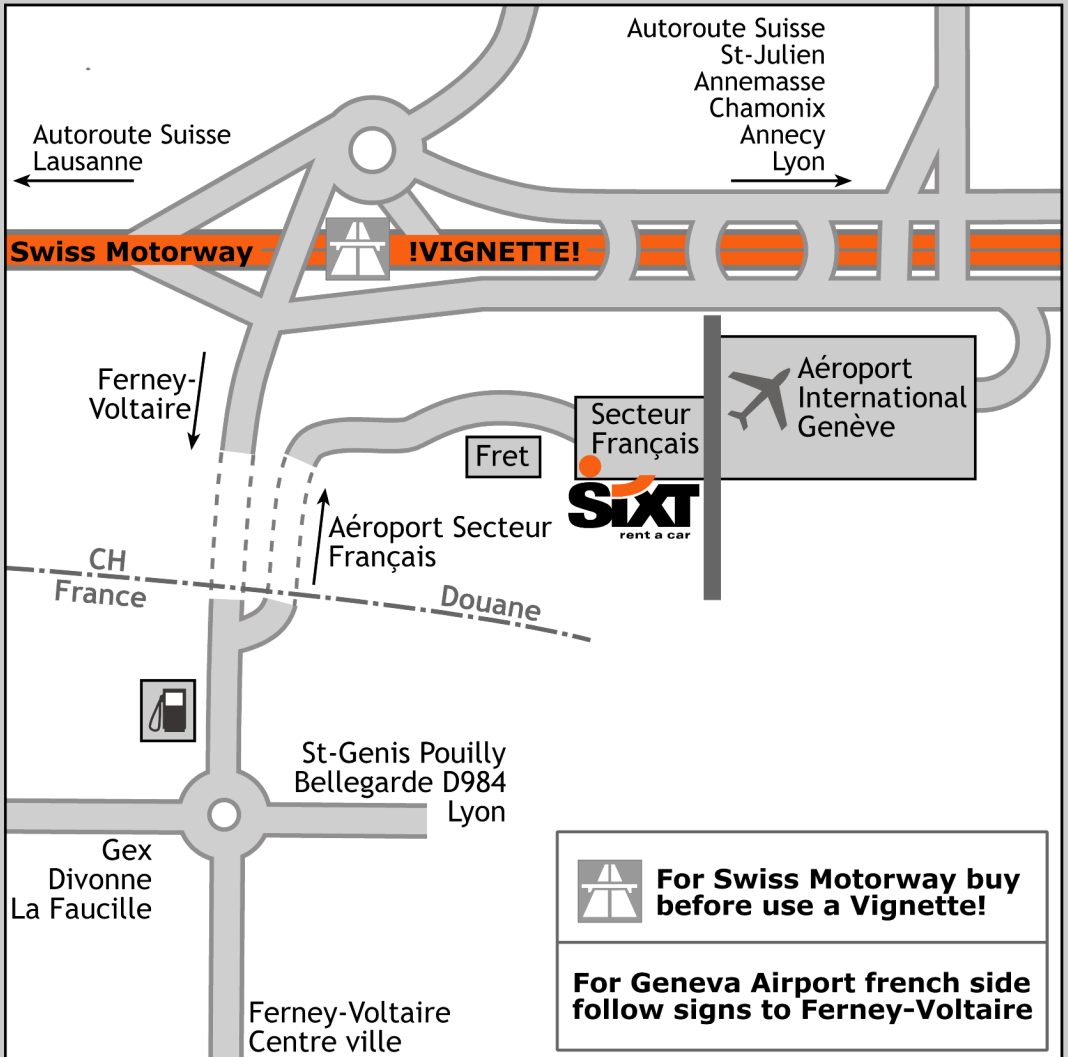 Autoroute Suisse
St-Julien
Annemasse
Chamonix
Annecy
Lyon
Autoroute Suisse
Lausanne
Swiss Motorway
!VIGNETTE!
Ferney-
Voltaire
Aéroport
International
Genève
Secteur
Français
Fret
SiXT
rent a car
Aéroport Secteur
Français
CH
France
Douane
St-Genis Pouilly
Bellegarde D984
Lyon
Gex
Divonne
La Faucille
For Swiss Motorway buy
before use a Vignette!
For Geneva Airport french side
follow signs to Ferney-Voltaire
Ferney-Voltaire
Centre ville